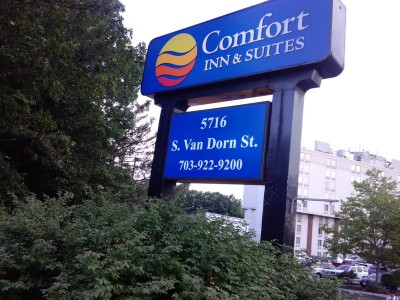 Comfort
INN & SUITES
5716
S. Van Dorn St.
703-922-9200